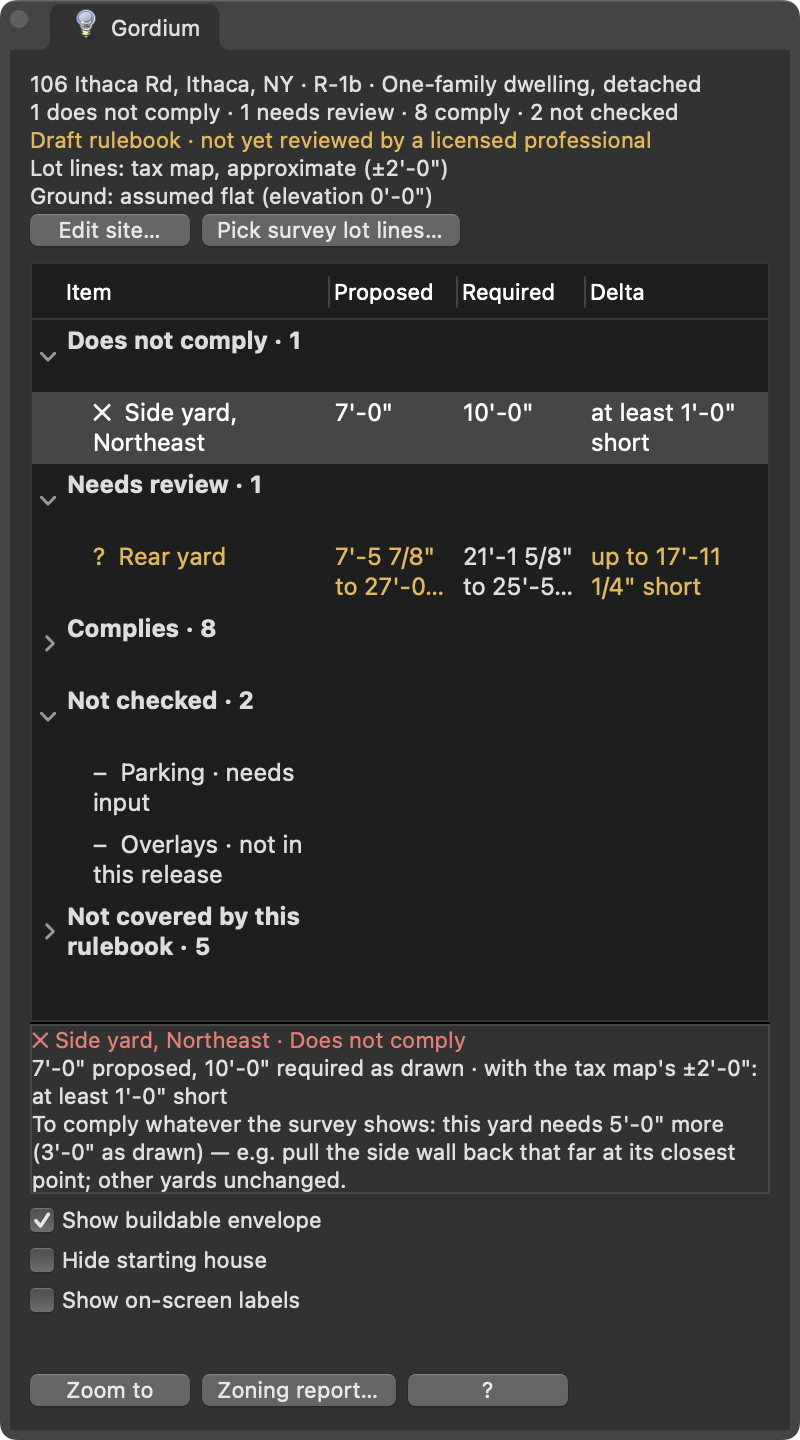 Gordium
106 Ithaca Rd, Ithaca, NY · R-1b · One-family dwelling, detached
1 does not comply · 1 needs review · 8 comply · 2 not checked
Draft rulebook · not yet reviewed by a licensed professional
Lot lines: tax map, approximate (±2'-0")
Ground: assumed flat (elevation 0'-0")
Edit site... Pick survey lot lines...
Item Proposed Required Delta
Does not comply · 1
✕ Side yard, 7'-0" 10'-0" at least 1'-0"
Northeast short
Needs review · 1
? Rear yard 7'-5 7/8" 21'-1 5/8" up to 17'-11
to 27'-0... to 25'-5... 1/4" short
Complies · 8
Not checked · 2
– Parking · needs
input
– Overlays · not in
this release
Not covered by this
rulebook · 5
✕ Side yard, Northeast · Does not comply
7'-0" proposed, 10'-0" required as drawn · with the tax map's ±2'-0":
at least 1'-0" short
To comply whatever the survey shows: this yard needs 5'-0" more
(3'-0" as drawn) — e.g. pull the side wall back that far at its closest
point; other yards unchanged.
Show buildable envelope
Hide starting house
Show on-screen labels
Zoom to Zoning report... ?